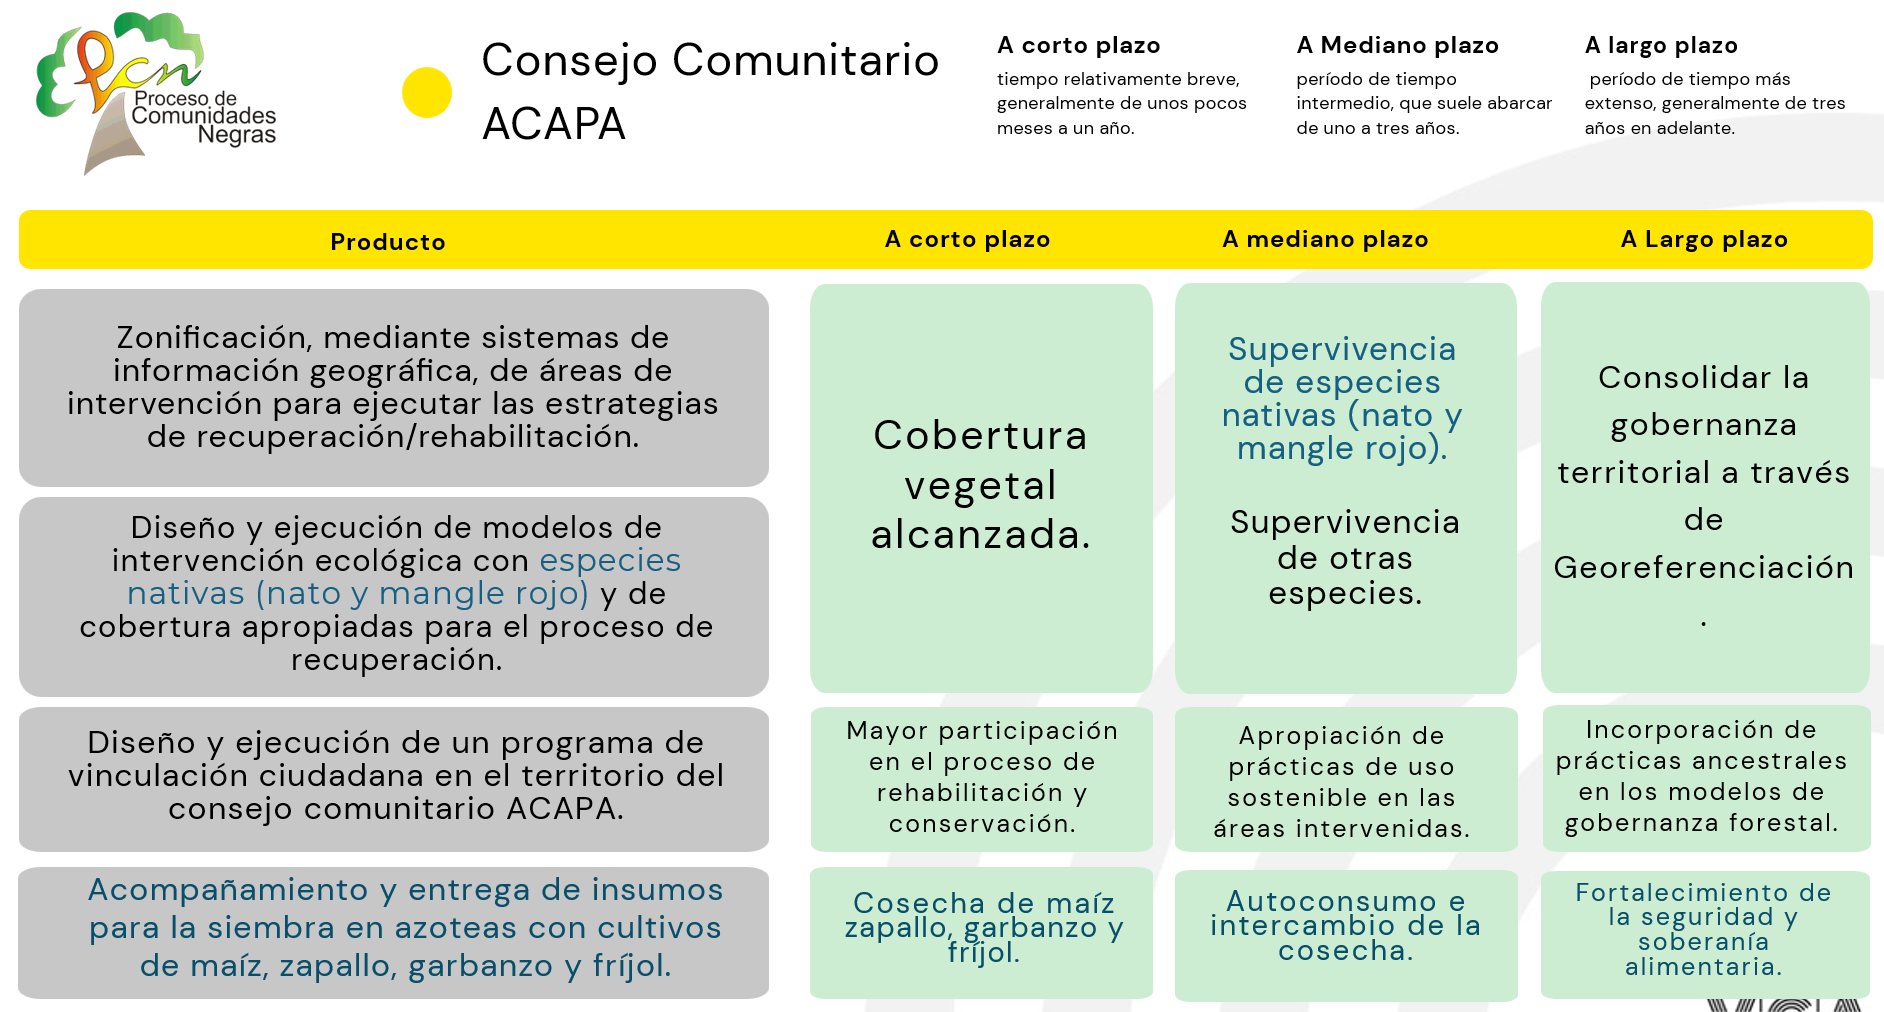 pcn
Proceso de
Comunidades
Negras
Consejo Comunitario
ACAPA
A corto plazo
tiempo relativamente breve,
generalmente de unos pocos
meses a un año.
A Mediano plazo
período de tiempo
intermedio, que suele abarcar
de uno a tres años.
A largo plazo
período de tiempo más
extenso, generalmente de tres
años en adelante.
Producto
A corto plazo
A mediano plazo
A Largo plazo
Zonificación, mediante sistemas de
información geográfica, de áreas de
intervención para ejecutar las estrategias
de recuperación/rehabilitación.
Diseño y ejecución de modelos de
intervención ecológica con especies
nativas (nato y mangle rojo) y de
cobertura apropiadas para el proceso de
recuperación.
Cobertura
vegetal
alcanzada.
Supervivencia
de especies
nativas (nato y
mangle rojo).
Supervivencia
de otras
especies.
Consolidar la
gobernanza
territorial a través
de
Georeferenciación
.
Diseño y ejecución de un programa de
vinculación ciudadana en el territorio del
consejo comunitario ACAPA.
Mayor participación
en el proceso de
rehabilitación y
conservación.
Apropiación de
prácticas de uso
sostenible en las
áreas intervenidas.
Incorporación de
prácticas ancestrales
en los modelos de
gobernanza forestal.
Acompañamiento y entrega de insumos
para la siembra en azoteas con cultivos
de maíz, zapallo, garbanzo y fríjol.
Cosecha de maíz
zapallo, garbanzo y
fríjol.
Autoconsumo e
intercambio de la
cosecha.
Fortalecimiento de
la seguridad y
soberanía
alimentaria.